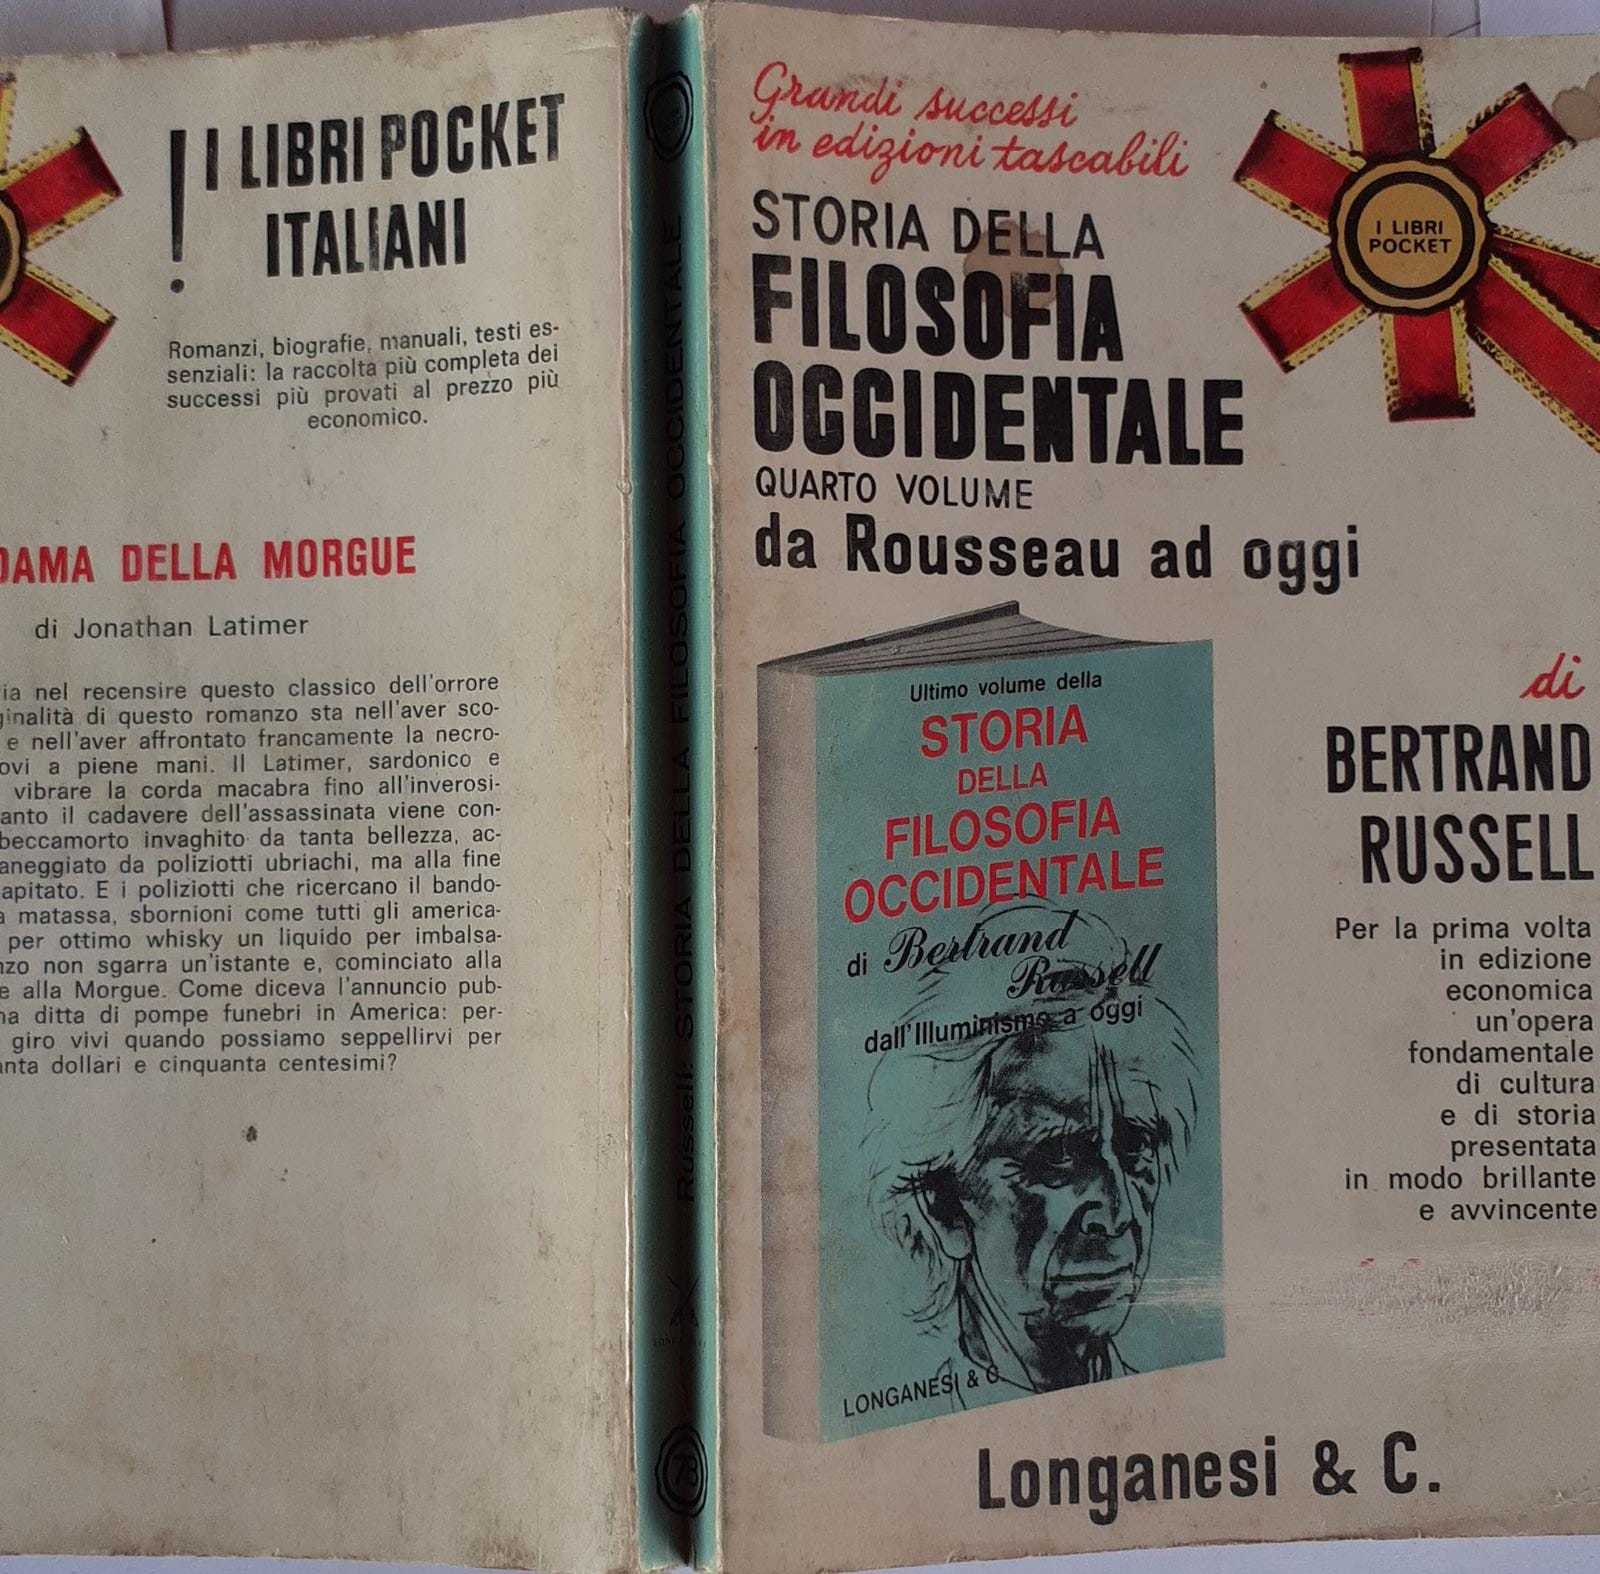 ! I LIBRI POCKET
ITALIANI
Romanzi, biografie, manuali, testi es-
senziali: la raccolta più completa dei
successi più provati al prezzo più
economico.
DAMA DELLA MORGUE
di Jonathan Latimer
ia nel recensire questo classico dell'orrore
ginalità di questo romanzo sta nell'aver sco-
e nell'aver affrontato francamente la necro-
ovi a piene mani. Il Latimer, sardonico e
vibrare la corda macabra fino all'inverosi-
anto il cadavere dell'assassinata viene con-
beccamorto invaghito da tanta bellezza, ac-
aneggiato da poliziotti ubriachi, ma alla fine
apitato. E i poliziotti che ricercano il bando-
a matassa, sbornioni come tutti gli america-
per ottimo whisky un liquido per imbalsa-
nzo non sgarra un'istante e, cominciato alla
e alla Morgue. Come diceva l'annuncio pub-
na ditta di pompe funebri in America: per-
giro vivi quando possiamo seppellirvi per
anta dollari e cinquanta centesimi?
Russell: STORIA DELLA FILOSOFIA OCCIDENTALE
Grandi successi
in edizioni tascabili
I LIBRI
POCKET
STORIA DELLA
FILOSOFIA
OCCIDENTALE
QUARTO VOLUME
da Rousseau ad oggi
di
BERTRAND
RUSSELL
Per la prima volta
in edizione
economica
un'opera
fondamentale
di cultura
e di storia
presentata
in modo brillante
e avvincente
Ultimo volume della
STORIA
DELLA
FILOSOFIA
OCCIDENTALE
di Bertrand
Russell
dall'Illuminismo a oggi
LONGANESI & C.
Longanesi & C.